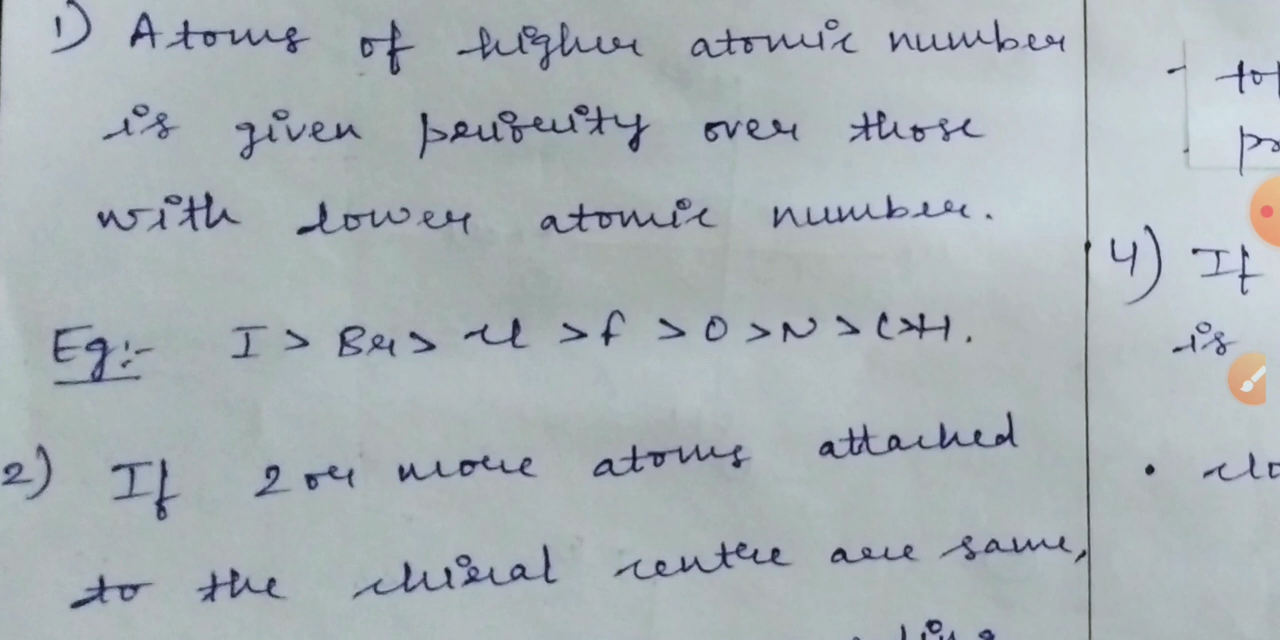 1) Atoms of higher atomic number
is given periority over those
with lower atomic number.
Eg:- I > Br > Cl > F > O > N > C > H.
2) If 2 or more atoms attached
to the chiral centre are same,
4) If
is